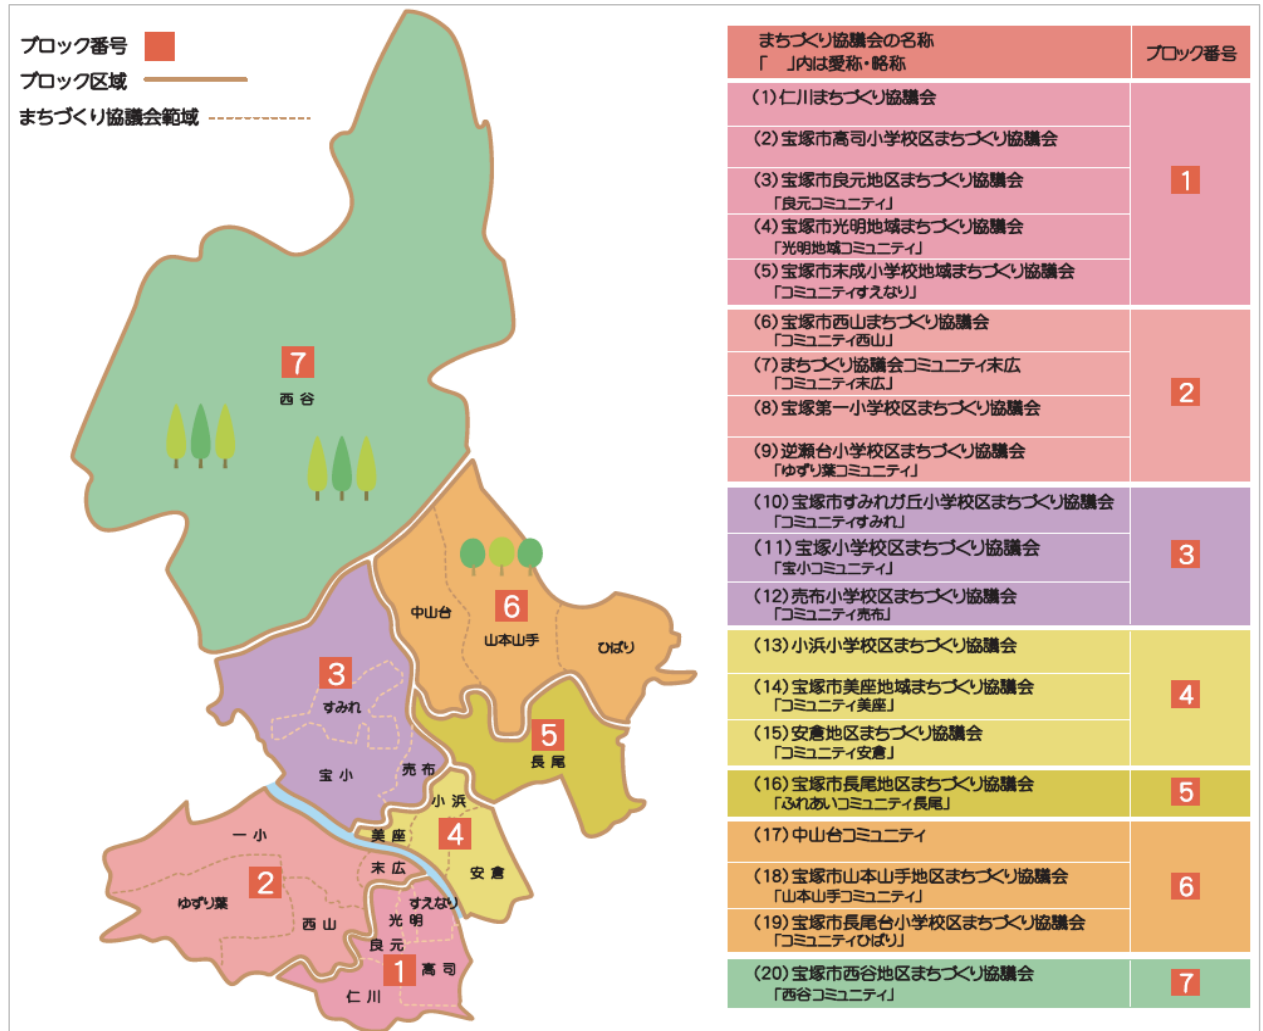 ブロック番号
ブロック区域
まちづくり協議会範域
7
西谷
中山台
6
山本山手
ひばり
3
すみれ
宝小
売布
5
長尾
小浜
美座
4
安倉
一小
末広
2
ゆずり葉
西山
すえなり
光明
良元
1
高司
仁川
まちづくり協議会の名称
「　」内は愛称・略称
ブロック番号
(1)仁川まちづくり協議会
(2)宝塚市高司小学校区まちづくり協議会
(3)宝塚市良元地区まちづくり協議会
「良元コミュニティ」
(4)宝塚市光明地域まちづくり協議会
「光明地域コミュニティ」
(5)宝塚市末成小学校地域まちづくり協議会
「コミュニティすえなり」
1
(6)宝塚市西山まちづくり協議会
「コミュニティ西山」
(7)まちづくり協議会コミュニティ末広
「コミュニティ末広」
(8)宝塚第一小学校区まちづくり協議会
(9)逆瀬台小学校区まちづくり協議会
「ゆずり葉コミュニティ」
2
(10)宝塚市すみれガ丘小学校区まちづくり協議会
「コミュニティすみれ」
(11)宝塚小学校区まちづくり協議会
「宝小コミュニティ」
(12)売布小学校区まちづくり協議会
「コミュニティ売布」
3
(13)小浜小学校区まちづくり協議会
(14)宝塚市美座地域まちづくり協議会
「コミュニティ美座」
(15)安倉地区まちづくり協議会
「コミュニティ安倉」
4
(16)宝塚市長尾地区まちづくり協議会
「ふれあいコミュニティ長尾」
5
(17)中山台コミュニティ
(18)宝塚市山本山手地区まちづくり協議会
「山本山手コミュニティ」
(19)宝塚市長尾台小学校区まちづくり協議会
「コミュニティひばり」
6
(20)宝塚市西谷地区まちづくり協議会
「西谷コミュニティ」
7